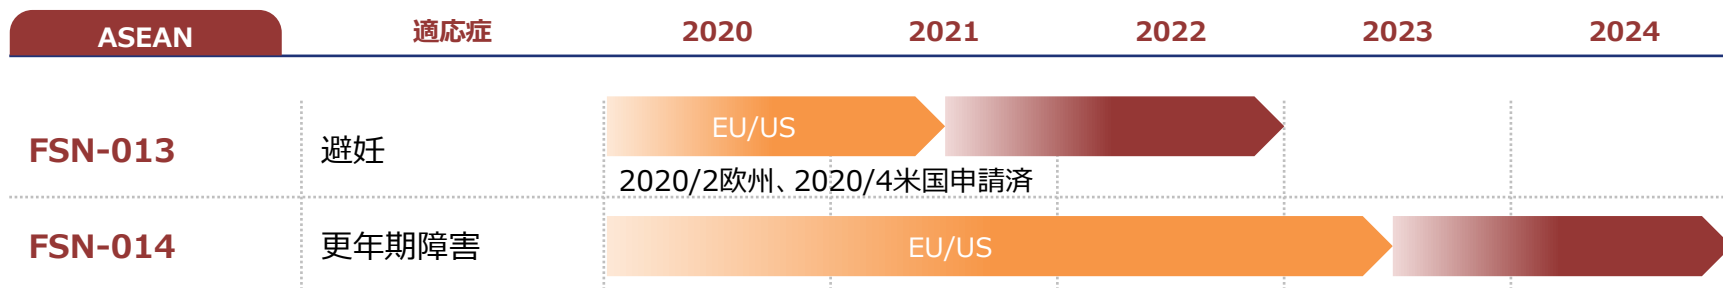 ASEAN 適応症 2020 2021 2022 2023 2024
FSN-013 避妊 EU/US
2020/2欧州、2020/4米国申請済
FSN-014 更年期障害 EU/US